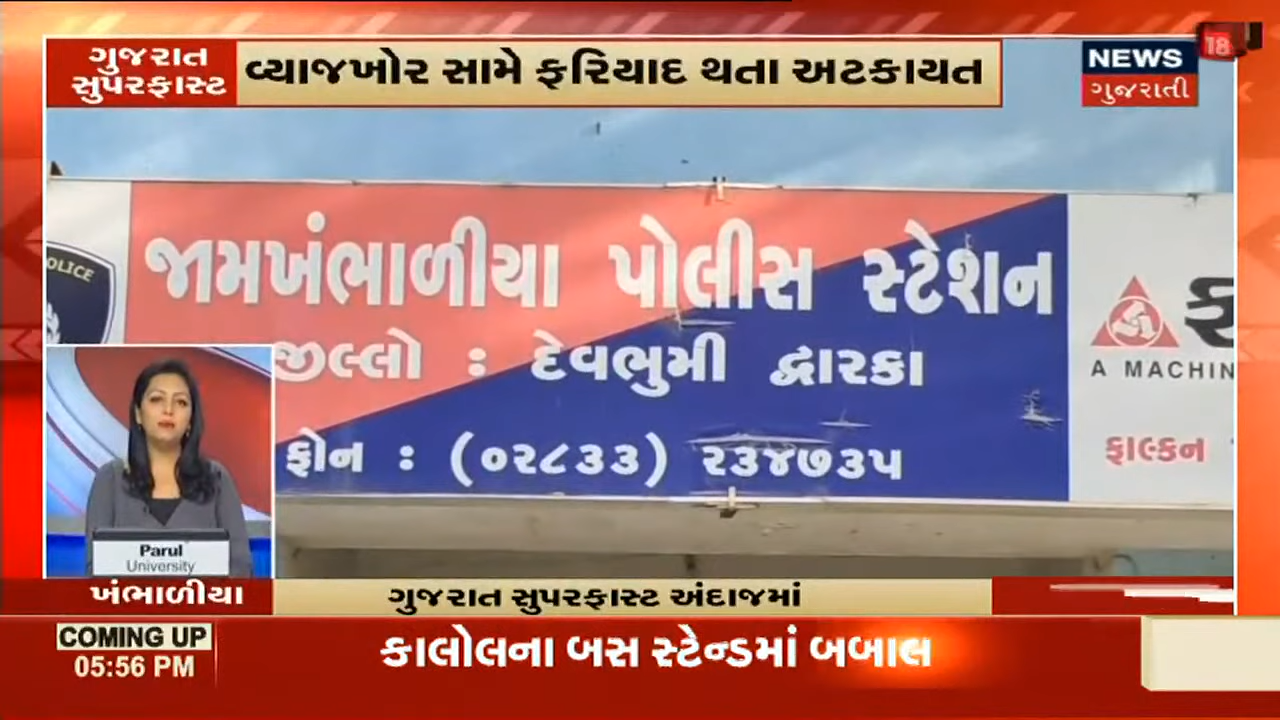 ગુજરાત સુપરફાસ્ટ
વ્યાજખોર સામે ફરિયાદ થતા અટકાયત
NEWS 18
ગુજરાતી
જામખંભાળીયા પોલીસ સ્ટેશન
જીલ્લો : દેવભુમી દ્વારકા
ફોન : (૦૨૮૩૩) ૨૩૪૭૩૫
A MACHIN
ફાલ્કન
Parul
University
ખંભાળીયા
ગુજરાત સુપરફાસ્ટ અંદાજમાં
COMING UP
05:56 PM
કાલોલના બસ સ્ટેન્ડમાં બબાલ